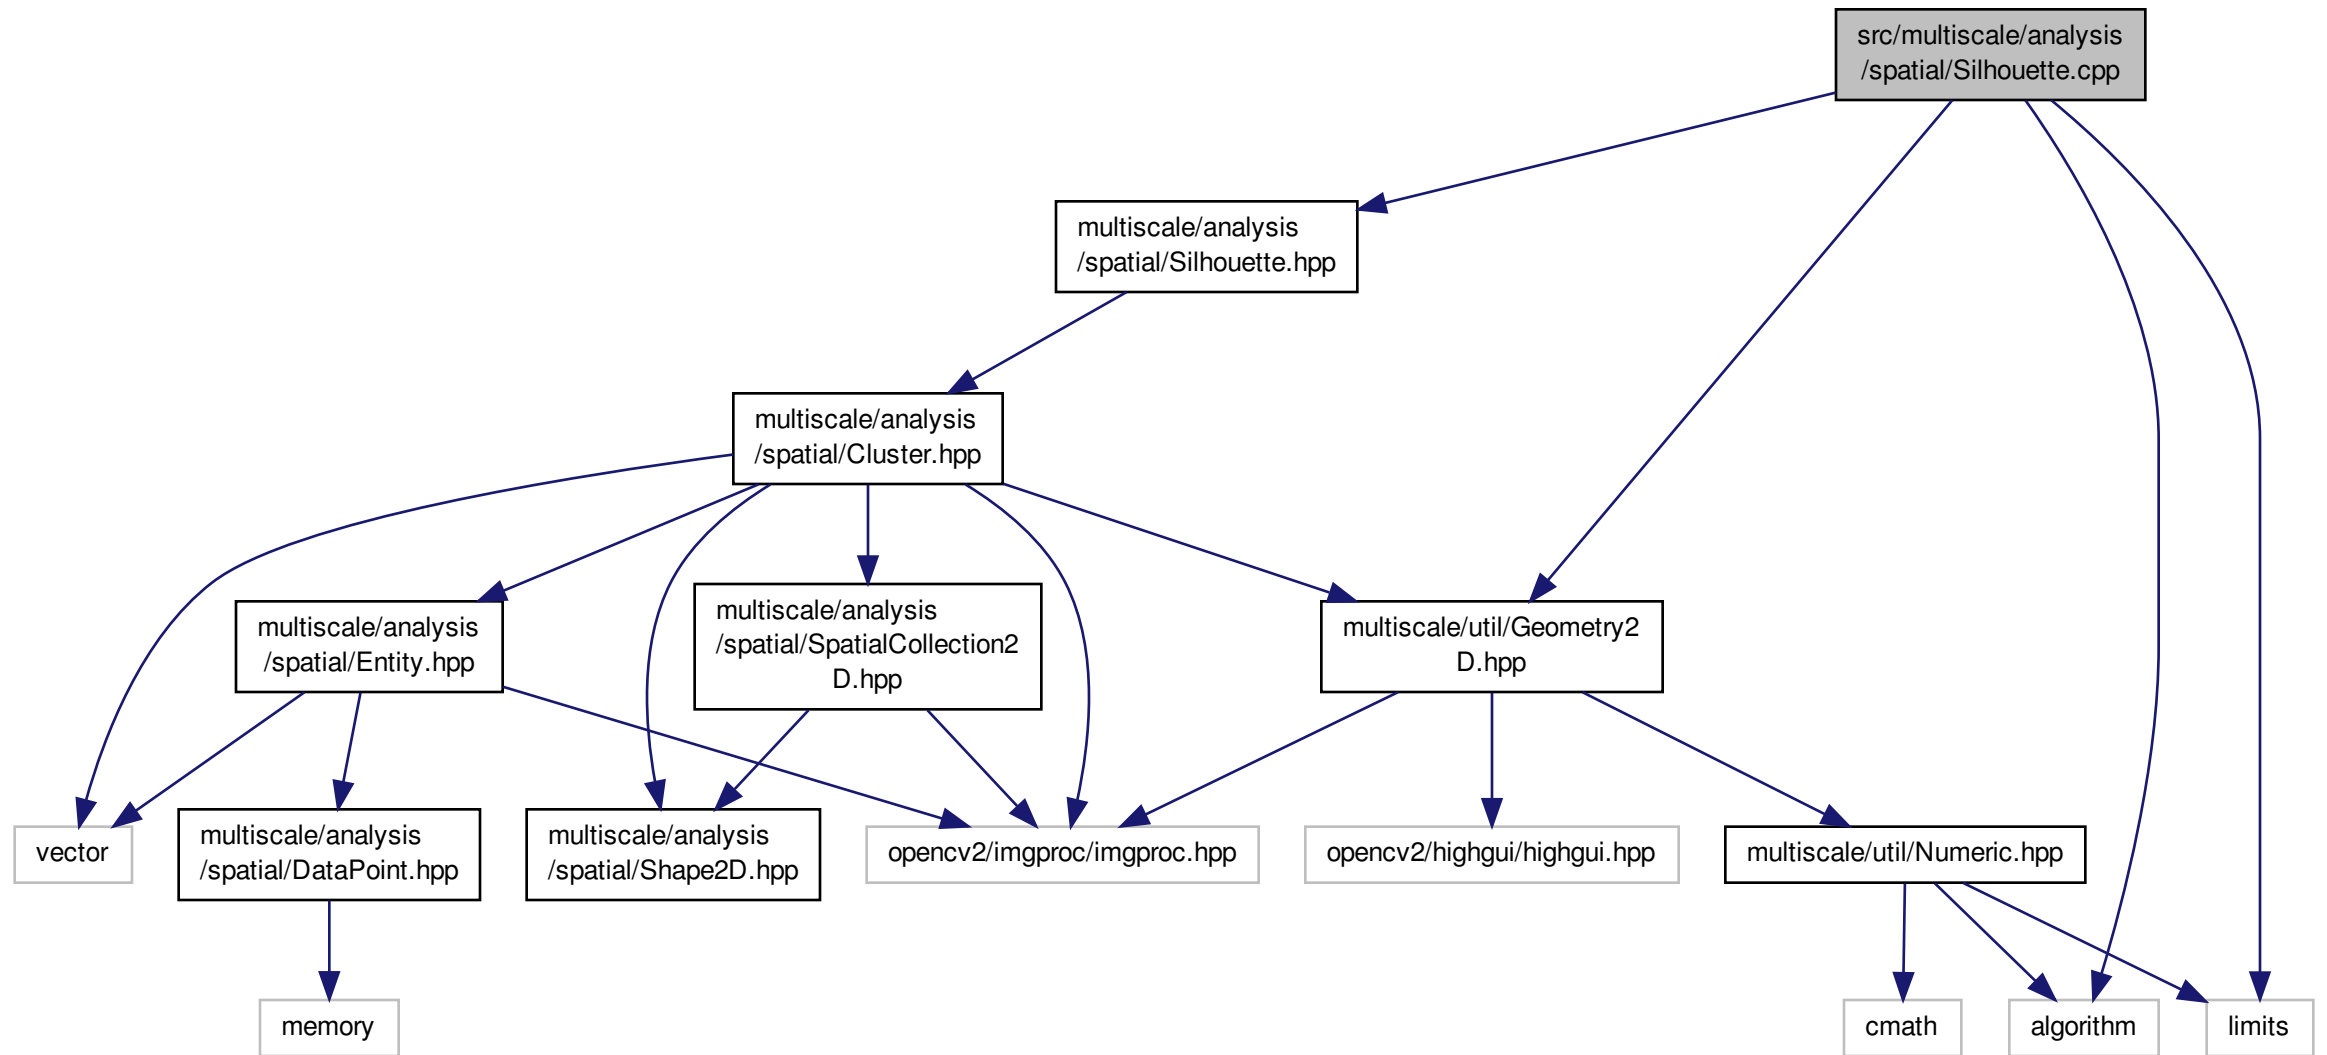 src/multiscale/analysis
/spatial/Silhouette.cpp
multiscale/analysis
/spatial/Silhouette.hpp
multiscale/analysis
/spatial/Cluster.hpp
multiscale/analysis
/spatial/Entity.hpp
multiscale/analysis
/spatial/SpatialCollection2
D.hpp
multiscale/util/Geometry2
D.hpp
vector
multiscale/analysis
/spatial/DataPoint.hpp
multiscale/analysis
/spatial/Shape2D.hpp
opencv2/imgproc/imgproc.hpp
opencv2/highgui/highgui.hpp
multiscale/util/Numeric.hpp
memory
cmath
algorithm
limits